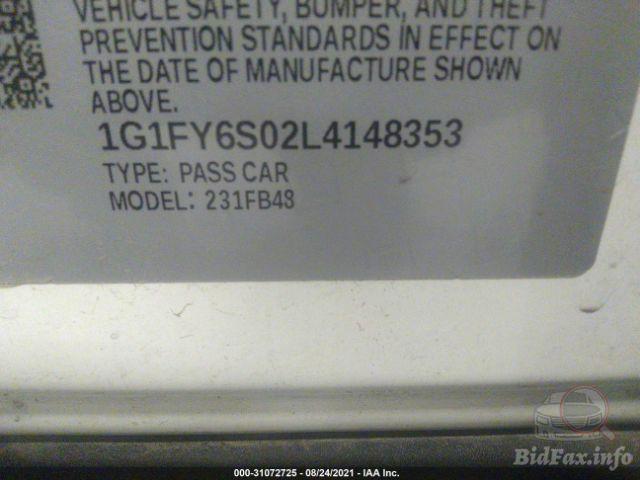 VEHICLE SAFETY, BUMPER, AND THEFT
PREVENTION STANDARDS IN EFFECT ON
THE DATE OF MANUFACTURE SHOWN
ABOVE.
1G1FY6S02L4148353
TYPE: PASS CAR
MODEL: 231FB48
000-31072725 - 08/24/2021 - IAA Inc.
BidFax.info